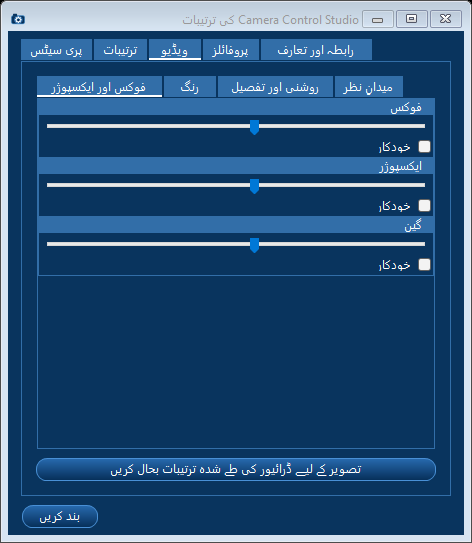 Camera Control Studio کی ترتیبات
پری سیٹس
ترتیبات
ویڈیو
پروفائلز
رابطہ اور تعارف
فوکس اور ایکسپوژر
رنگ
روشنی اور تفصیل
میدانِ نظر
فوکس
خودکار
ایکسپوژر
خودکار
گین
خودکار
تصویر کے لیے ڈرائیور کی طے شدہ ترتیبات بحال کریں
بند کریں